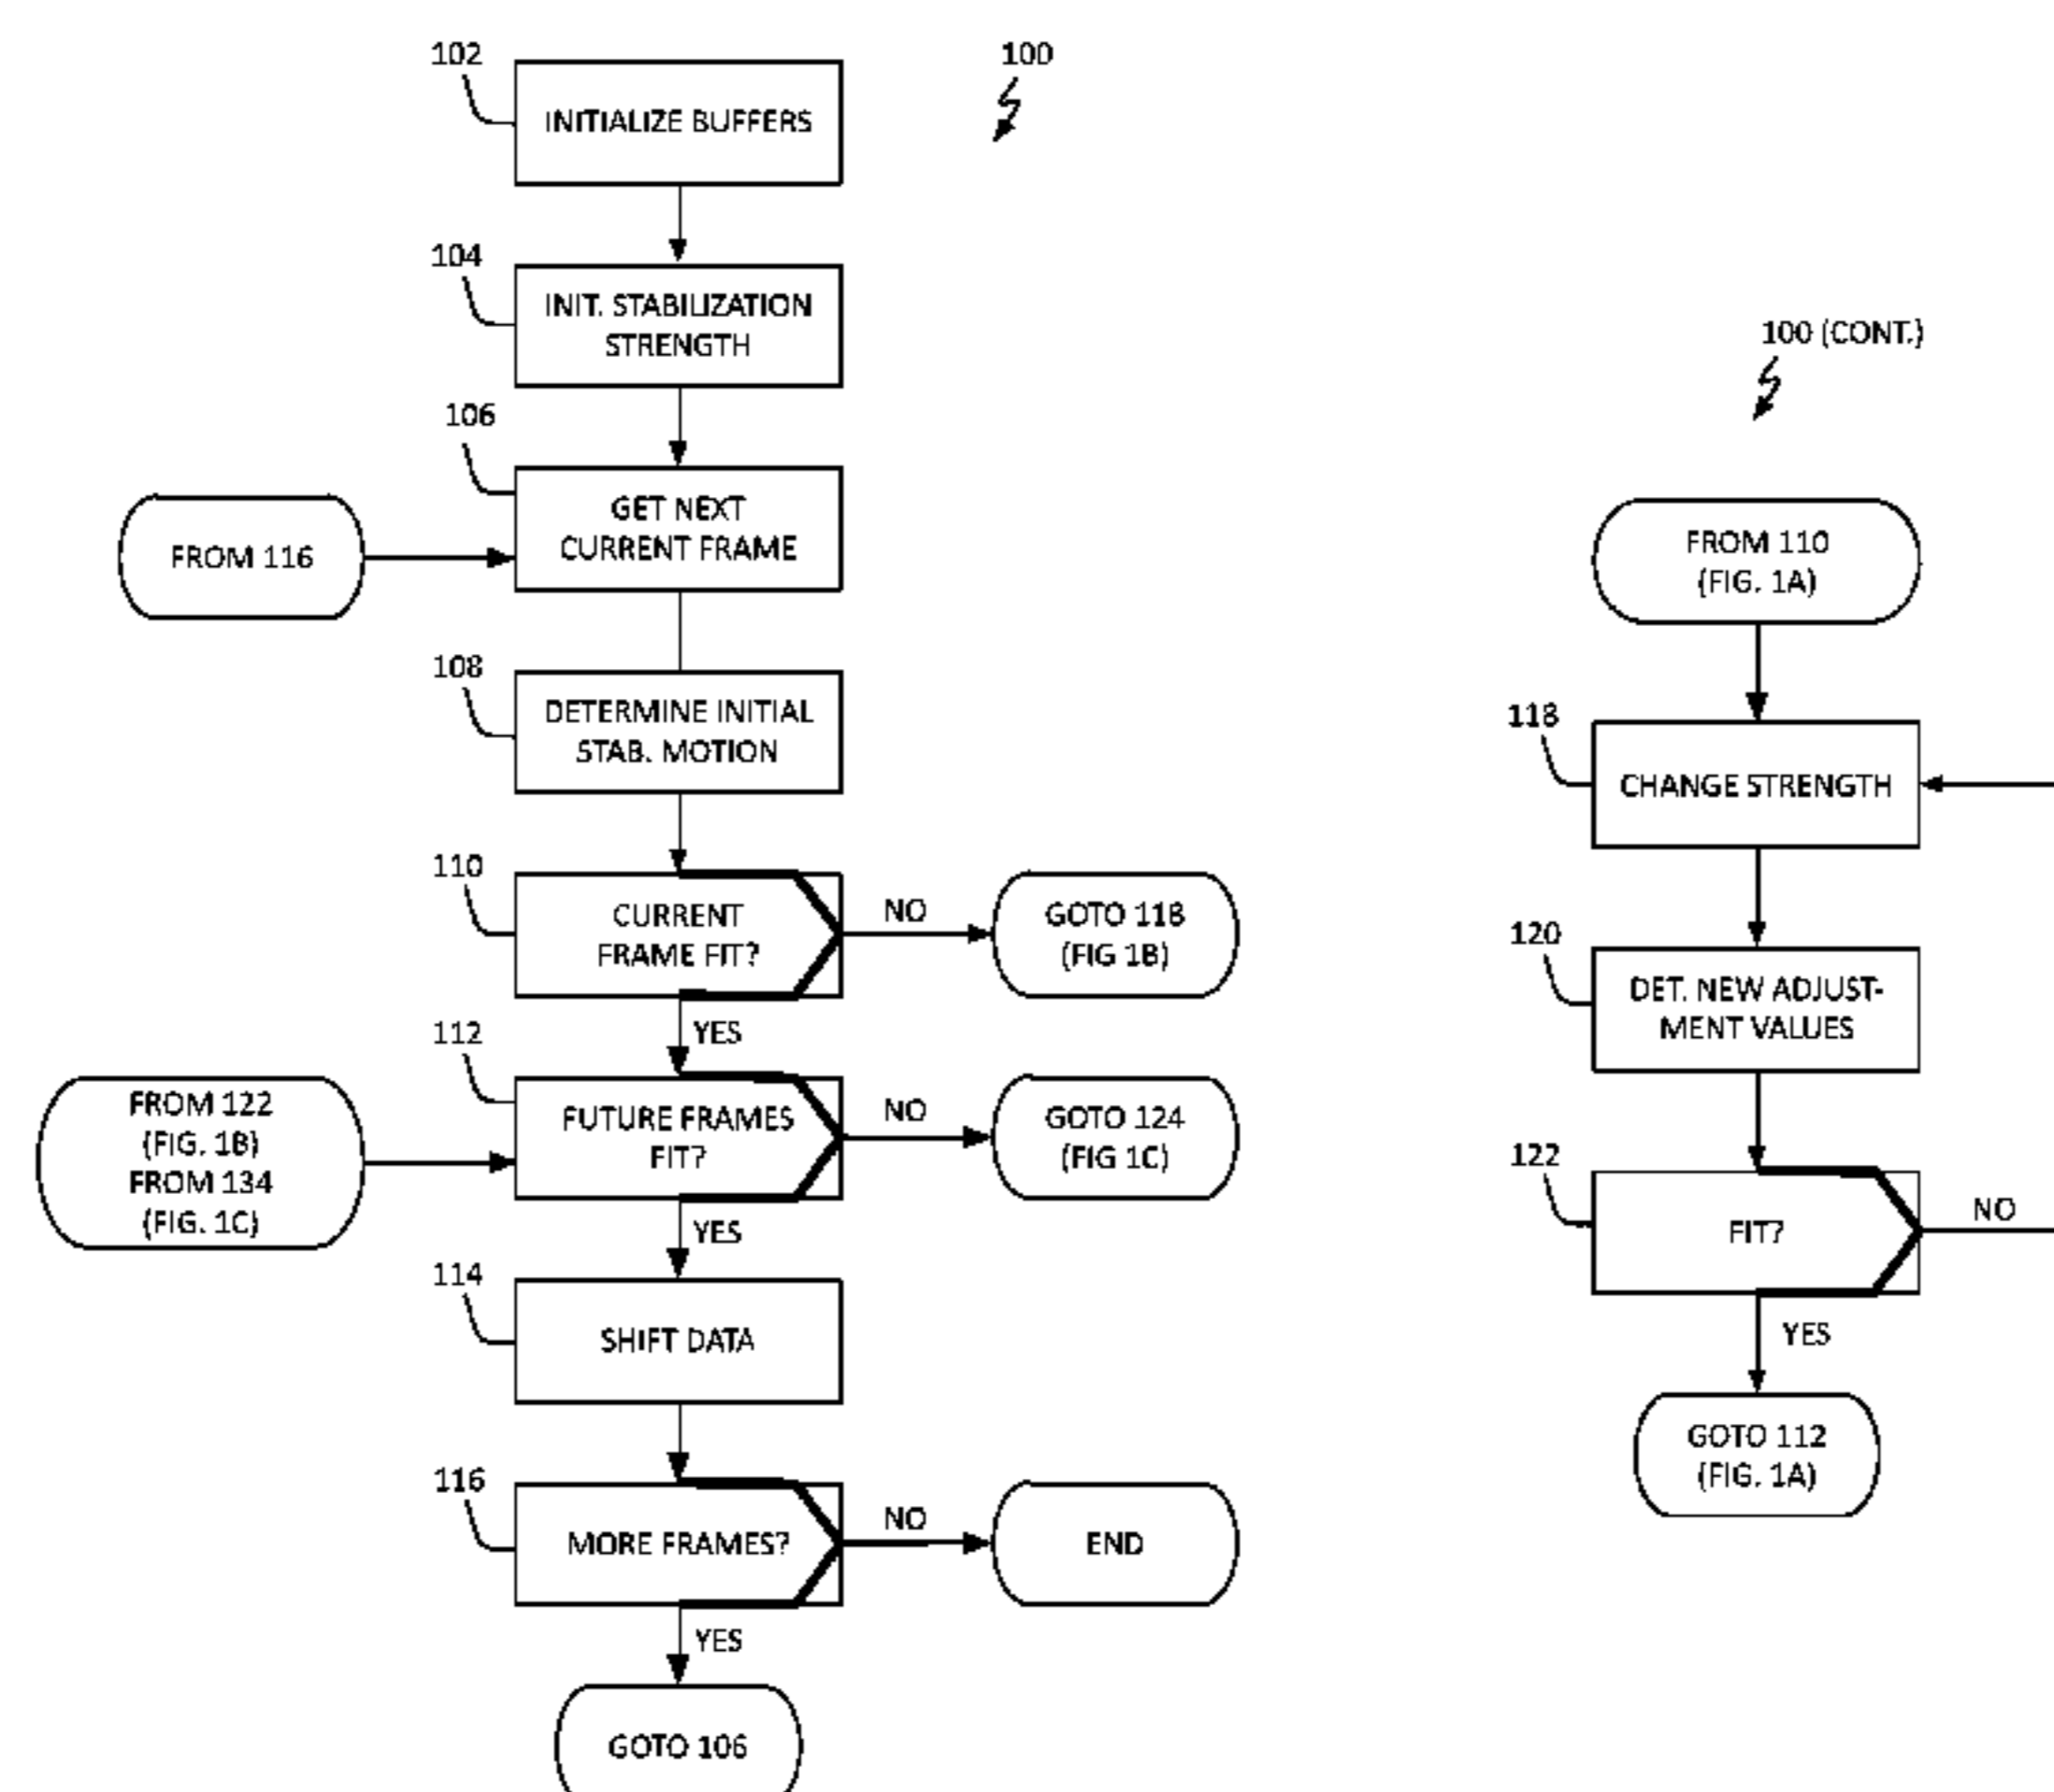 102
100
INITIALIZE BUFFERS
104
INIT. STABILIZATION
STRENGTH
106
GET NEXT
CURRENT FRAME
FROM 116
108
DETERMINE INITIAL
STAB. MOTION
110
CURRENT
FRAME FIT?
NO
GOTO 118
(FIG 1B)
YES
112
FROM 122
(FIG. 1B)
FROM 134
(FIG. 1C)
FUTURE FRAMES
FIT?
NO
GOTO 124
(FIG 1C)
YES
114
SHIFT DATA
116
MORE FRAMES?
NO
END
YES
GOTO 106
100 (CONT.)
FROM 110
(FIG. 1A)
118
CHANGE STRENGTH
120
DET. NEW ADJUST-
MENT VALUES
122
FIT?
NO
YES
GOTO 112
(FIG. 1A)